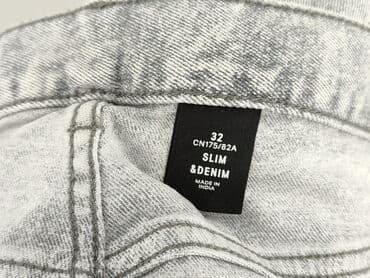 32
CN175/82A
SLIM
&DENIM
MADE IN
INDIA